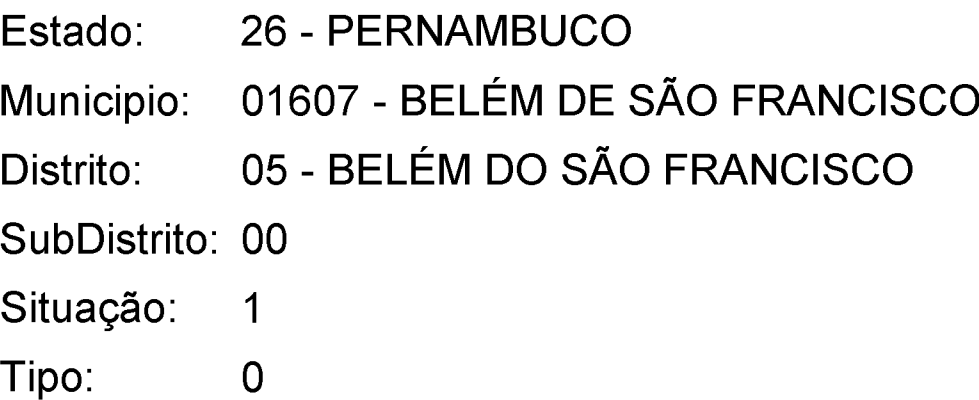 Estado: 26 - PERNAMBUCO
Municipio: 01607 - BELÉM DE SÃO FRANCISCO
Distrito: 05 - BELÉM DO SÃO FRANCISCO
SubDistrito: 00
Situação: 1
Tipo: 0